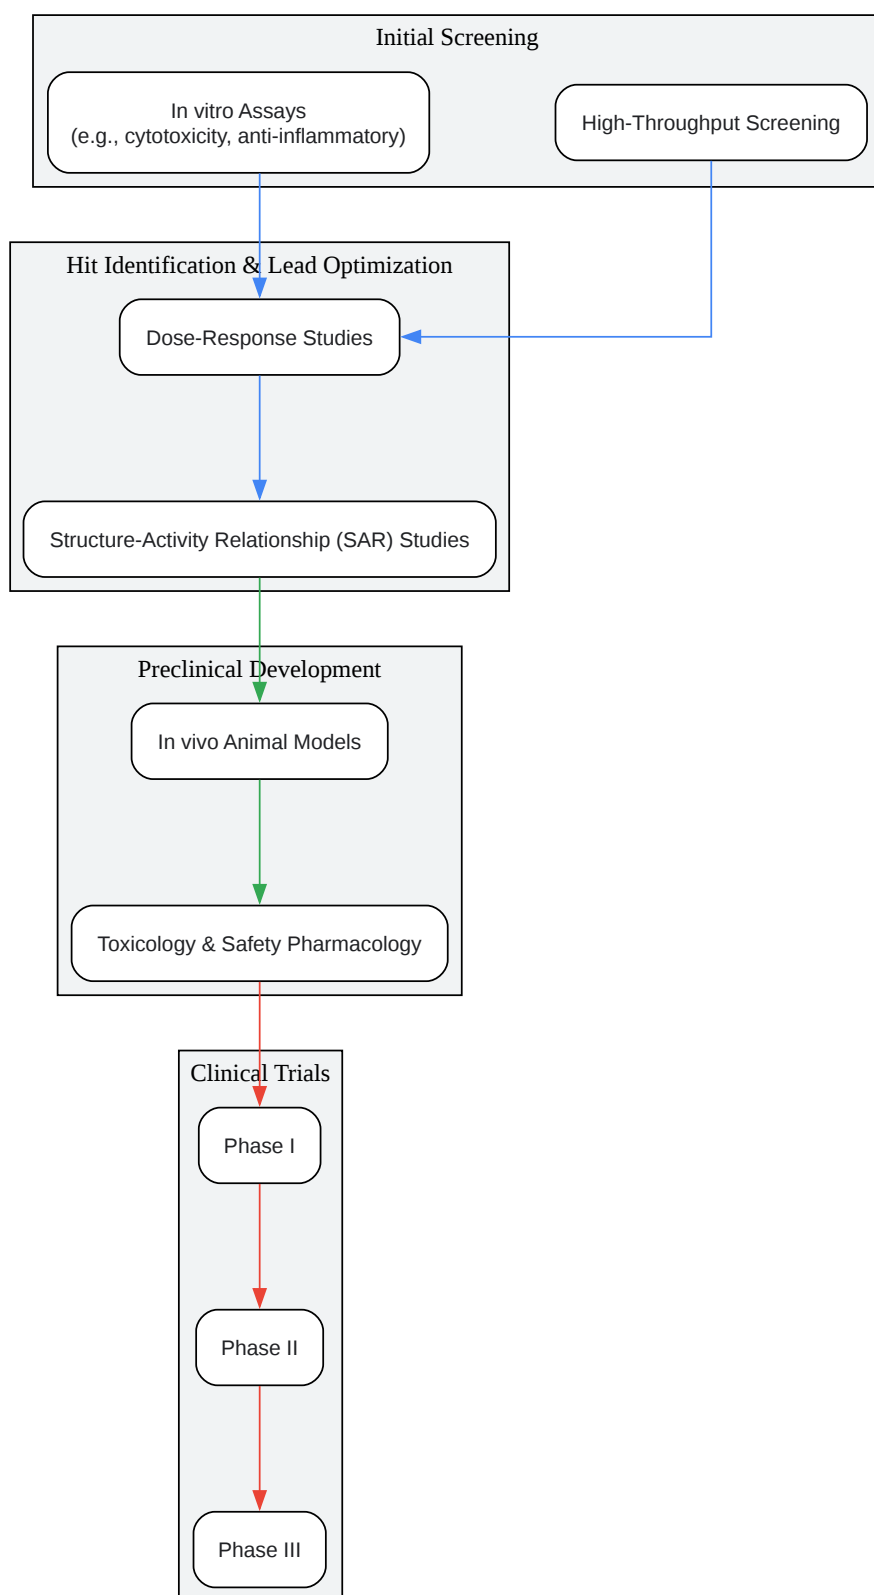 Initial Screening
In vitro Assays
(e.g., cytotoxicity, anti-inflammatory)
High-Throughput Screening
Hit Identification & Lead Optimization
Dose-Response Studies
Structure-Activity Relationship (SAR) Studies
Preclinical Development
In vivo Animal Models
Toxicology & Safety Pharmacology
Clinical Trials
Phase I
Phase II
Phase III